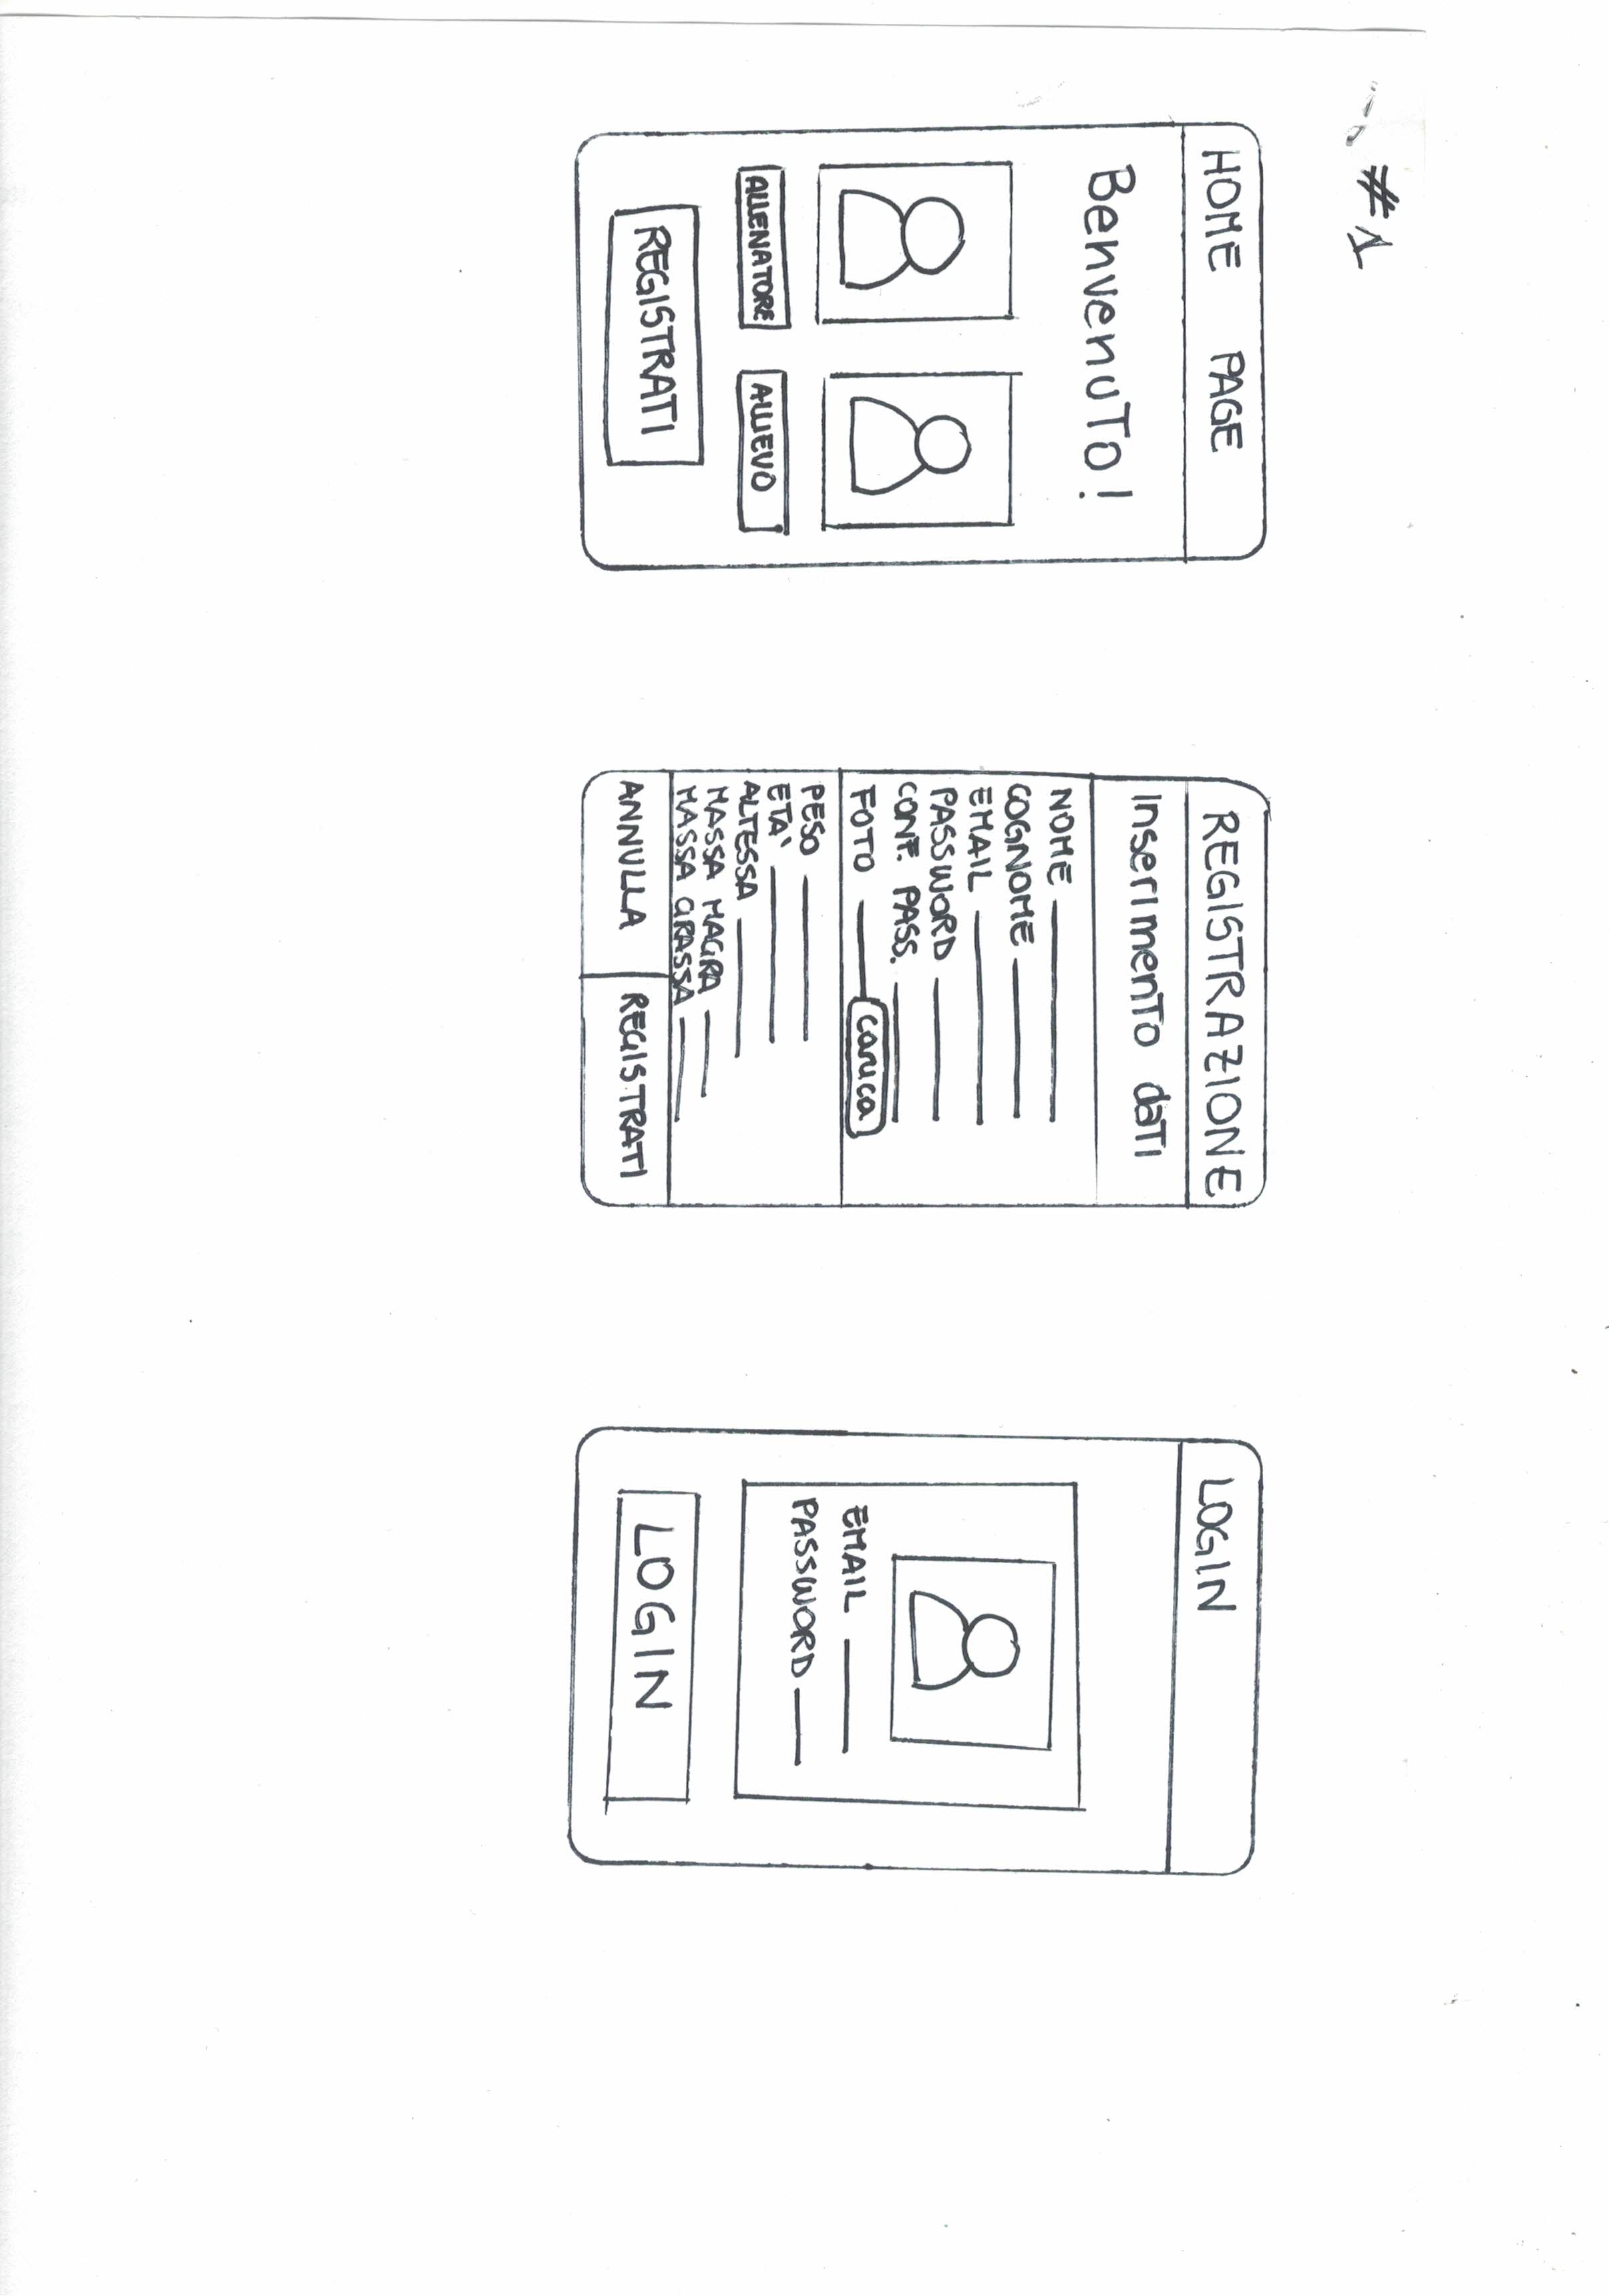 #1
HOME PAGE
Benvenuto!
ALLENATORE
ALLIEVO
REGISTRATI
REGISTRAZIONE
Inserimento dati
NOME
COGNOME
EMAIL
PASSWORD
CONF. PASS.
FOTO carica
PESO
ETA'
ALTESSA
MASSA MAGRA
MASSA GRASSA
ANNULLA REGISTRATI
LOGIN
EMAIL
PASSWORD
LOGIN